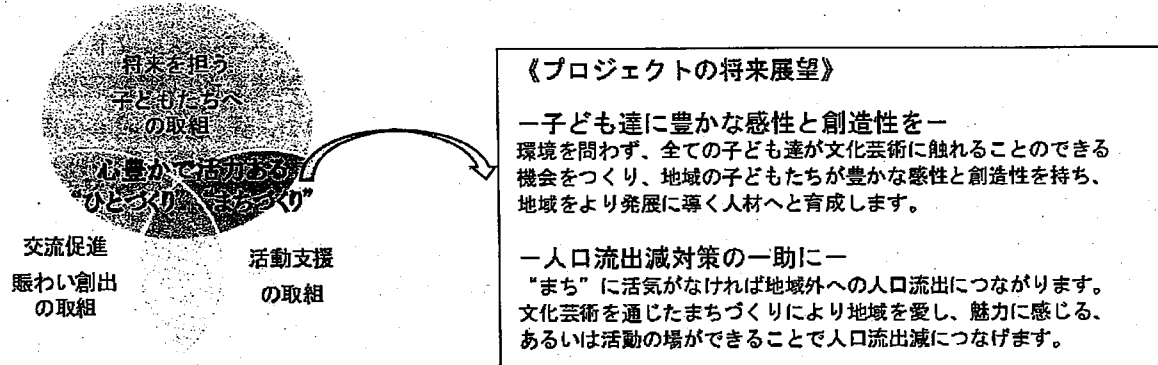 将来を担う
子どもたちへ
の取組
心豊かで活力ある
“ひとづくり”“まちづくり”
交流促進
賑わい創出
の取組
活動支援
の取組
《プロジェクトの将来展望》
ー子ども達に豊かな感性と創造性をー
環境を問わず、全ての子ども達が文化芸術に触れることのできる
機会をつくり、地域の子どもたちが豊かな感性と創造性を持ち、
地域をより発展に導く人材へと育成します。
ー人口流出減対策の一助にー
“まち”に活気がなければ地域外への人口流出につながります。
文化芸術を通じたまちづくりにより地域を愛し、魅力に感じる、
あるいは活動の場ができることで人口流出減につなげます。